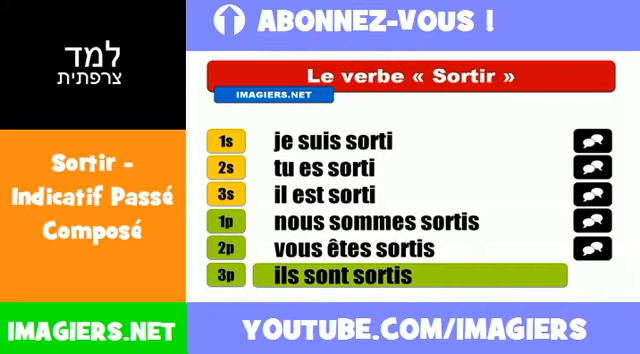 למד
צרפתית
Sortir -
Indicatif Passé
Composé
IMAGIERS.NET
ABONNEZ-VOUS !
Le verbe « Sortir »
IMAGIERS.NET
1s je suis sorti
2s tu es sorti
3s il est sorti
1p nous sommes sortis
2p vous êtes sortis
3p ils sont sortis
YOUTUBE.COM/IMAGIERS